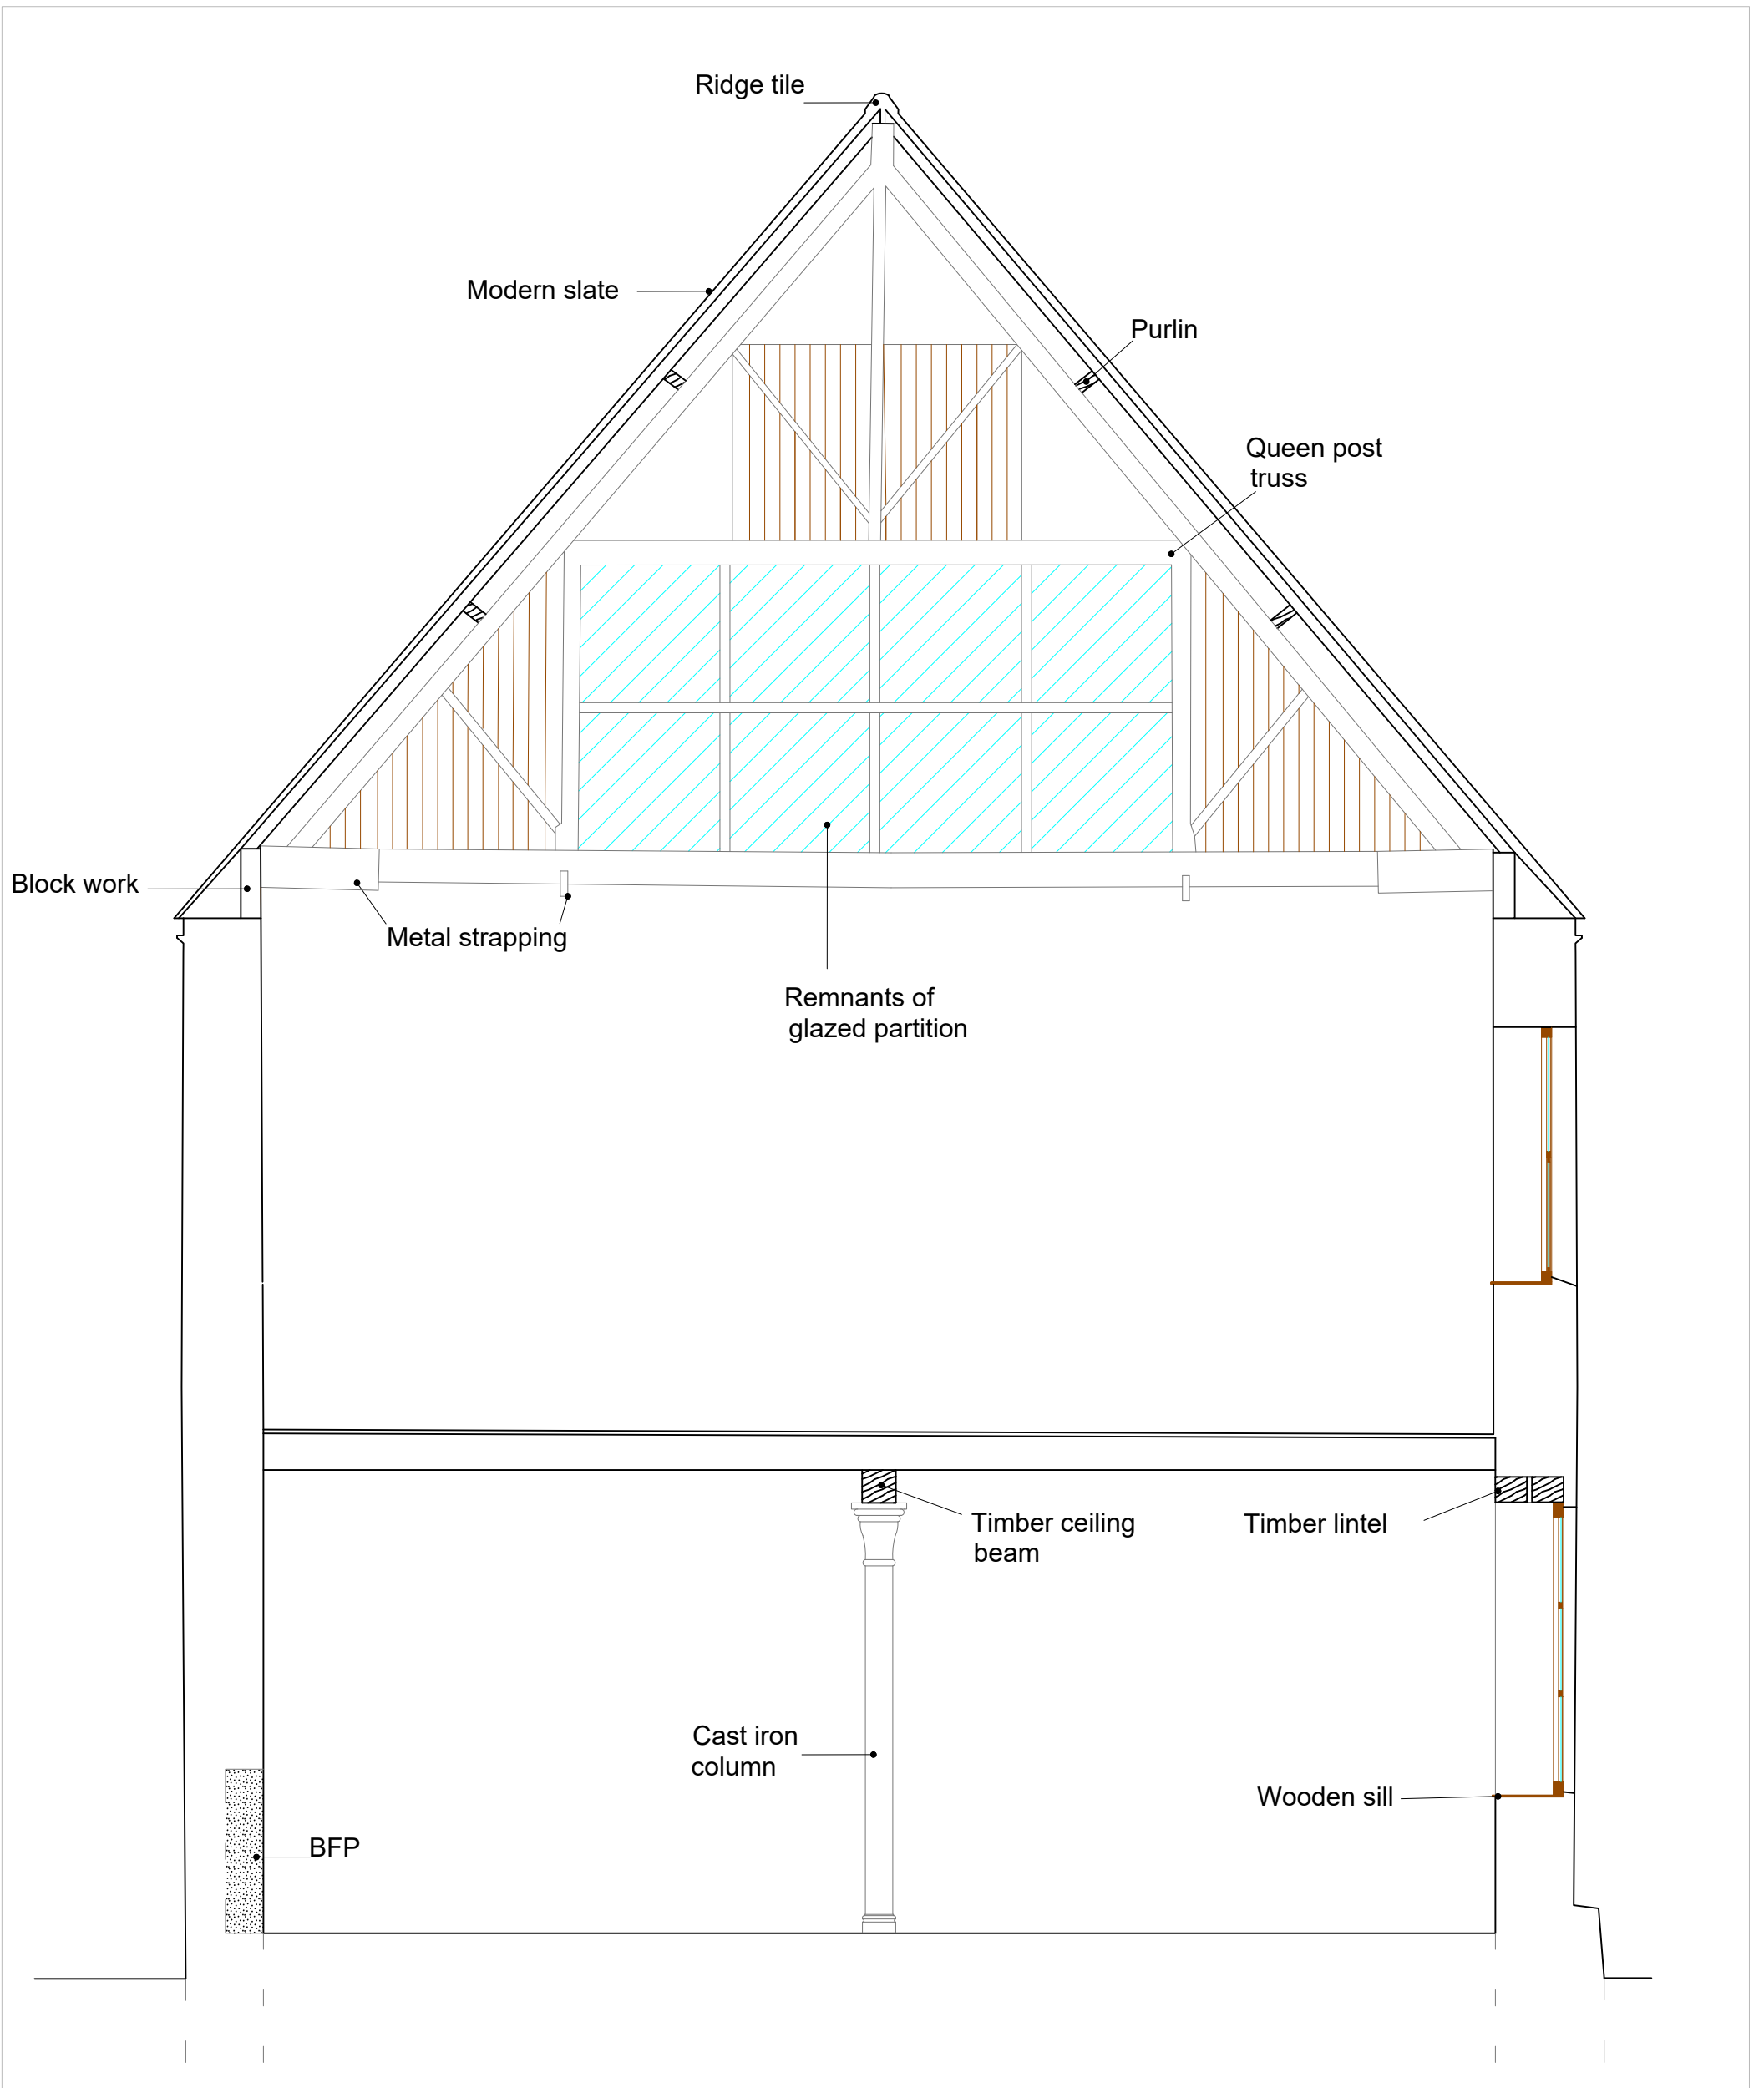 Ridge tile
Modern slate
Purlin
Queen post
truss
Block work
Metal strapping
Remnants of
glazed partition
Timber ceiling
beam
Timber lintel
Cast iron
column
Wooden sill
BFP